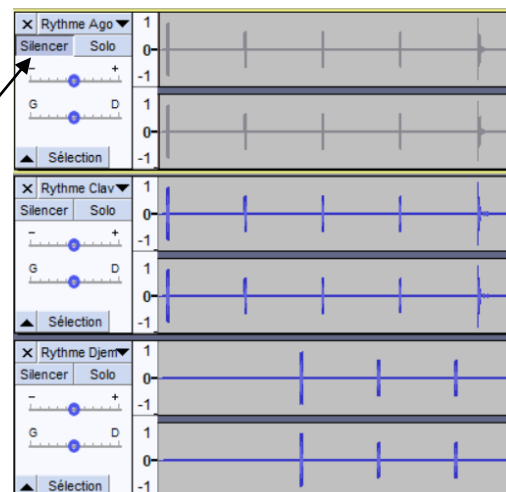 × Rythme Ago▼ 1
Silencer Solo 0-
- +
-1
G D 1
0-
▲ Sélection -1
× Rythme Clav▼ 1
Silencer Solo 0-
- +
-1
G D 1
0-
▲ Sélection -1
× Rythme Djem▼ 1
Silencer Solo 0-
- +
-1
G D 1
0-
▲ Sélection -1